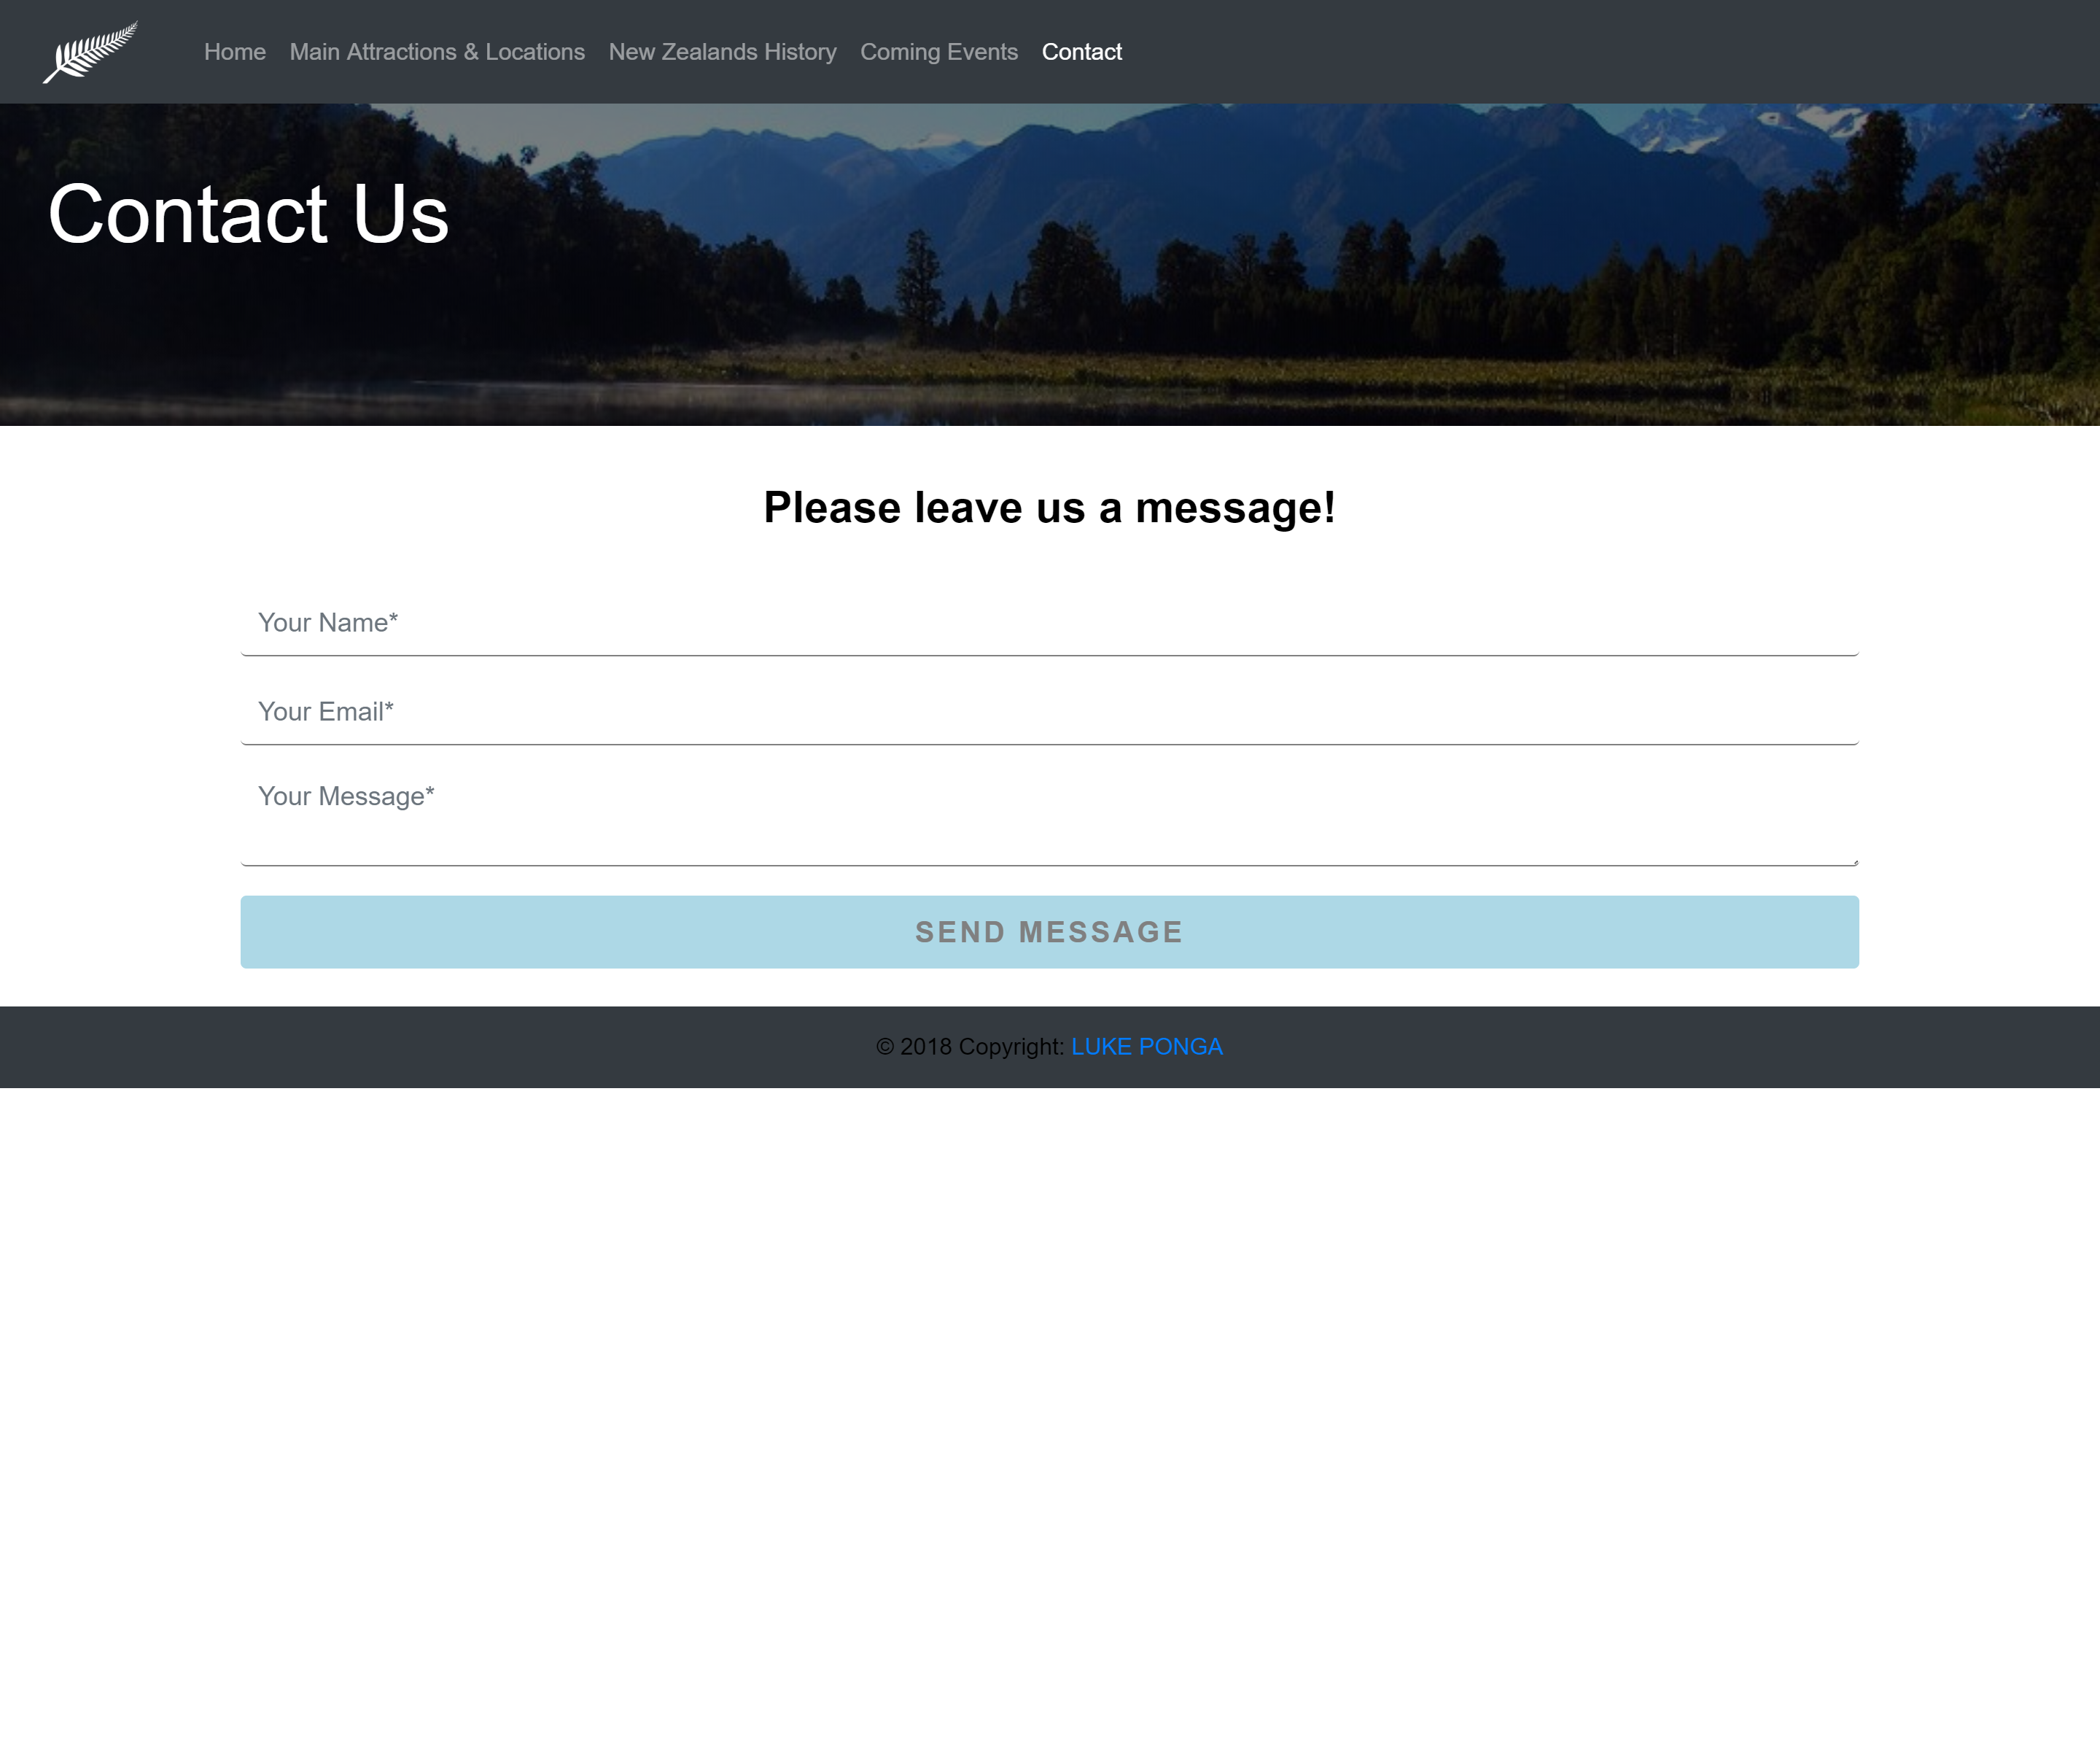 Home Main Attractions & Locations New Zealands History Coming Events Contact
Contact Us
Please leave us a message!
Your Name*
Your Email*
Your Message*
SEND MESSAGE
© 2018 Copyright: LUKE PONGA